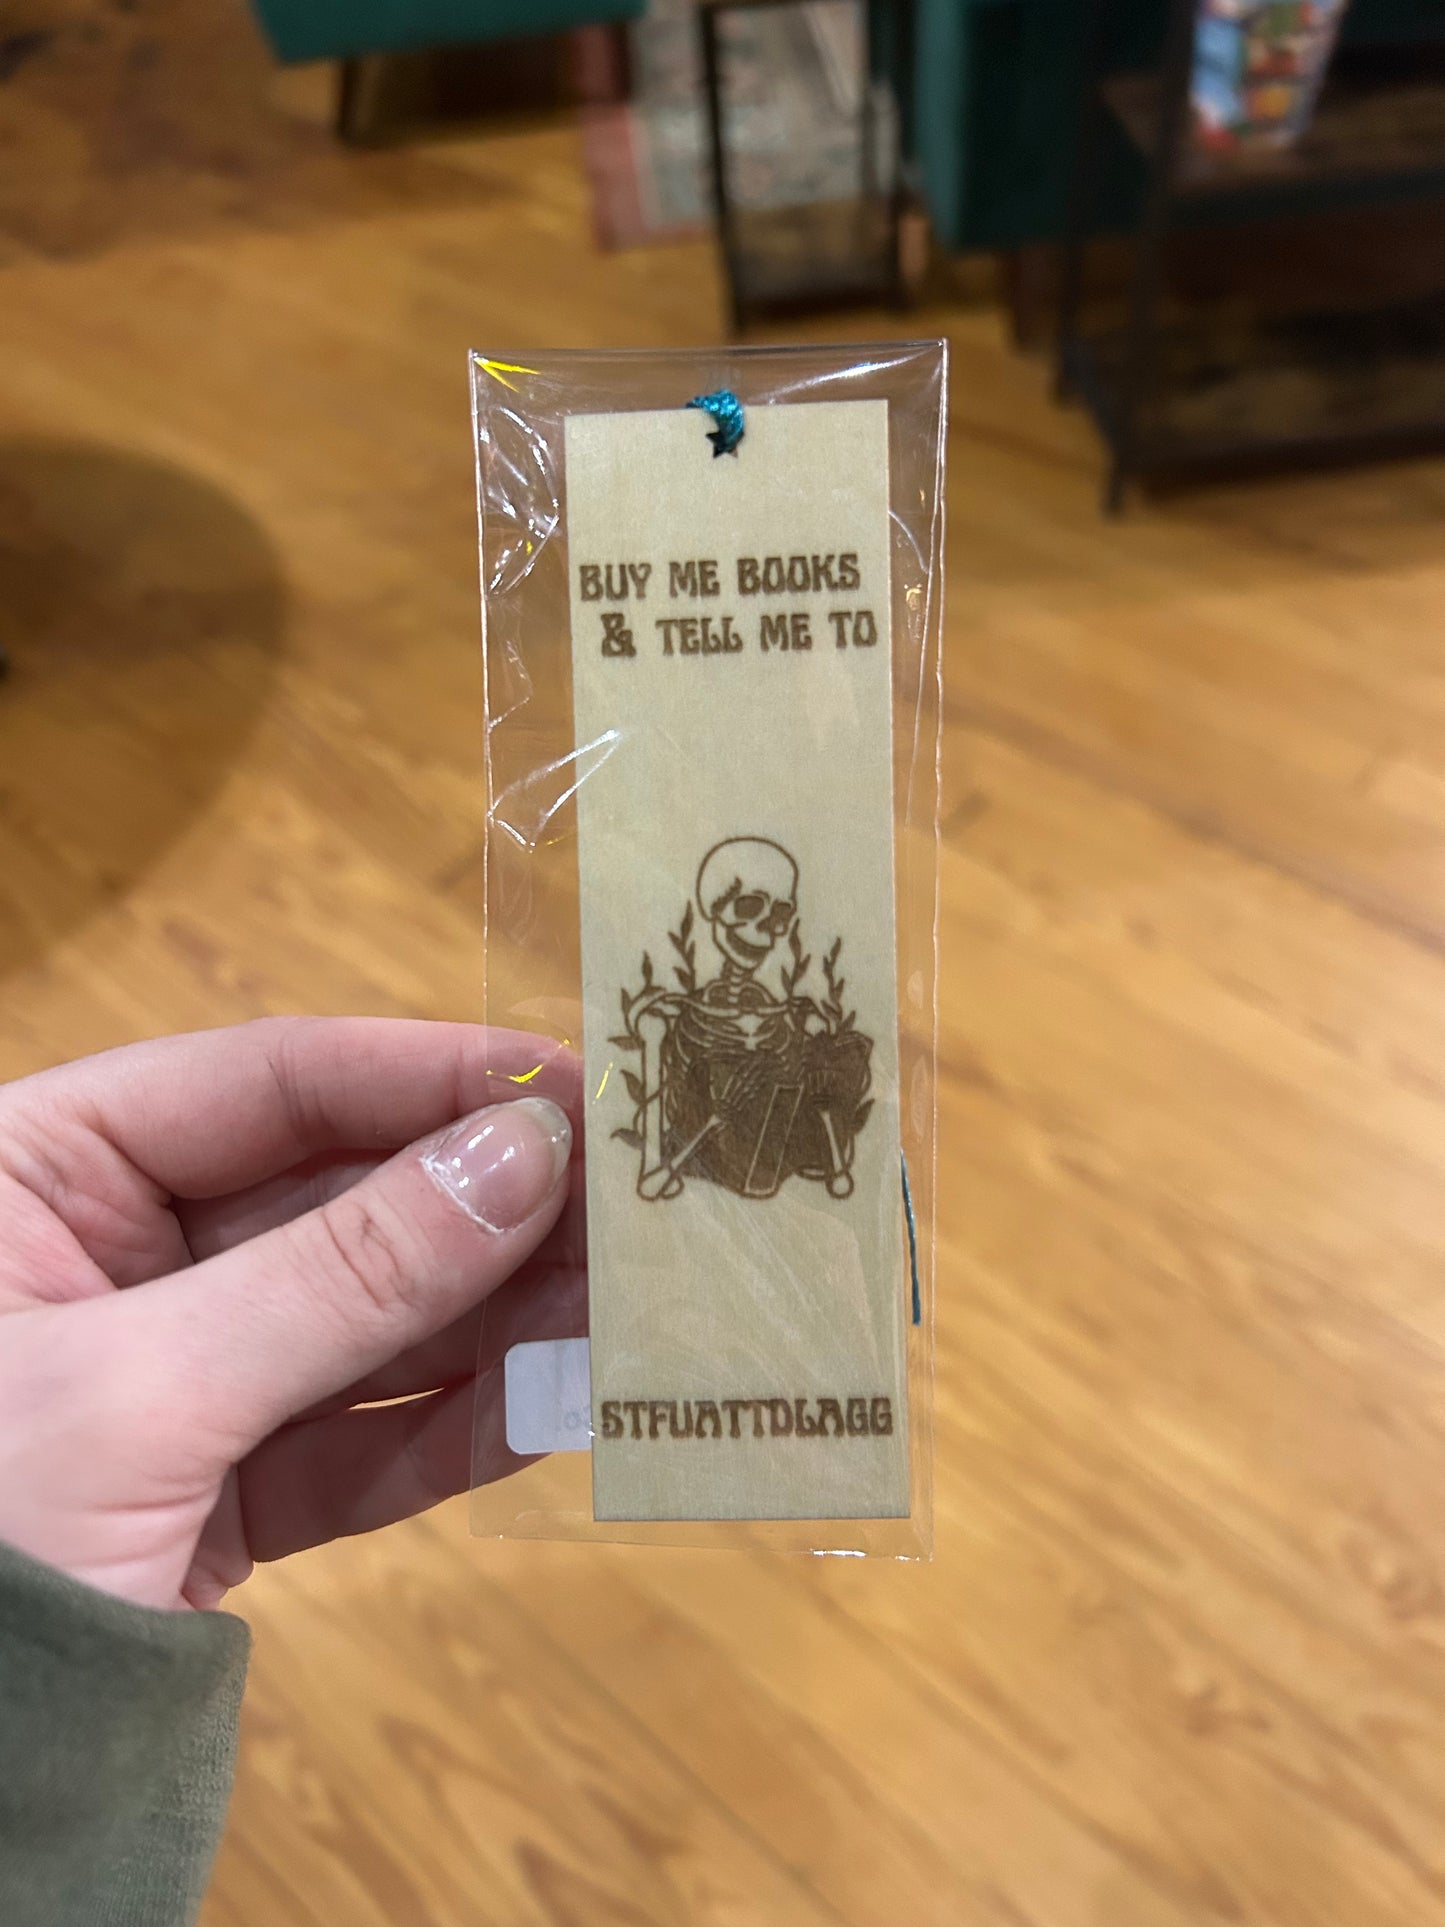 BUY ME BOOKS
& TELL ME TO
STFUATTDLAGG